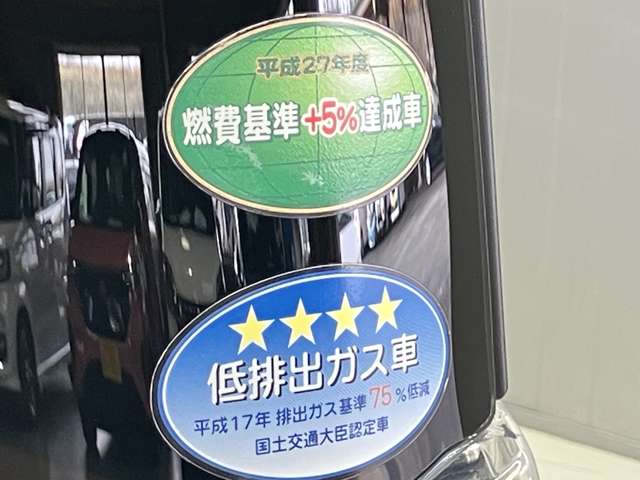 平成27年度
燃費基準+5%達成車
低排出ガス車
平成17年 排出ガス基準75%低減
国土交通大臣認定車